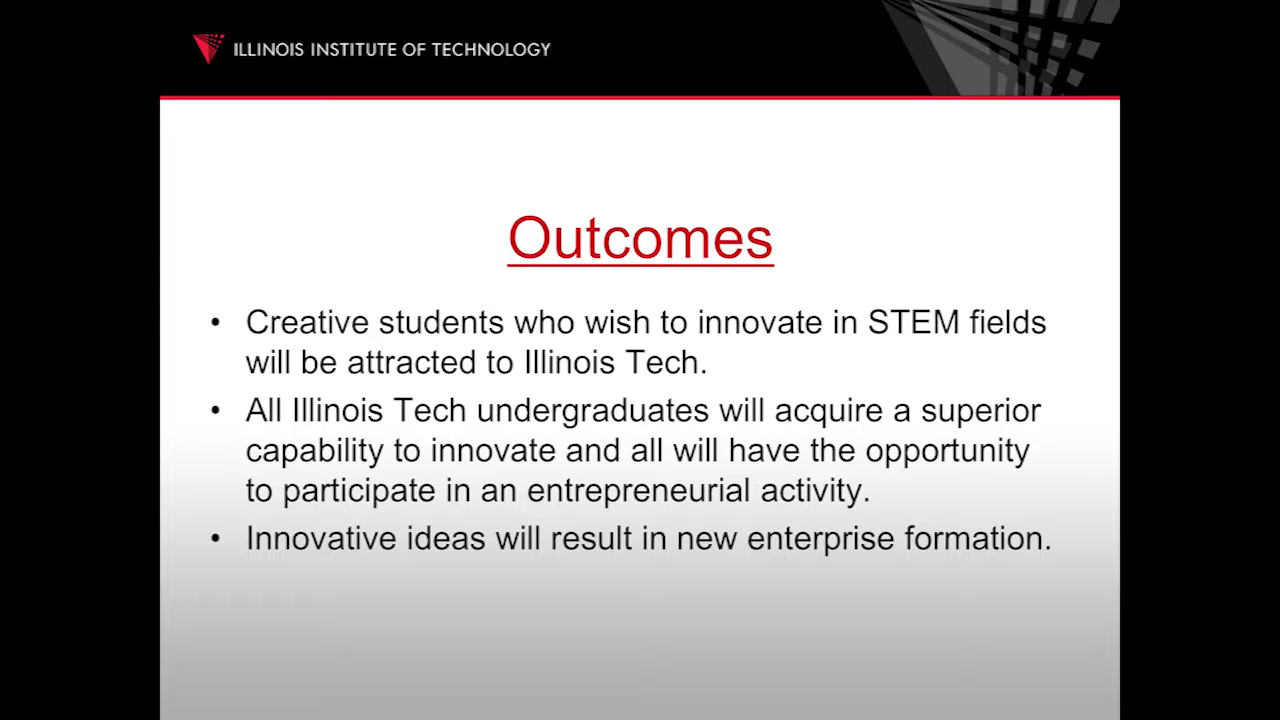 ILLINOIS INSTITUTE OF TECHNOLOGY
Outcomes
• Creative students who wish to innovate in STEM fields
will be attracted to Illinois Tech.
• All Illinois Tech undergraduates will acquire a superior
capability to innovate and all will have the opportunity
to participate in an entrepreneurial activity.
• Innovative ideas will result in new enterprise formation.